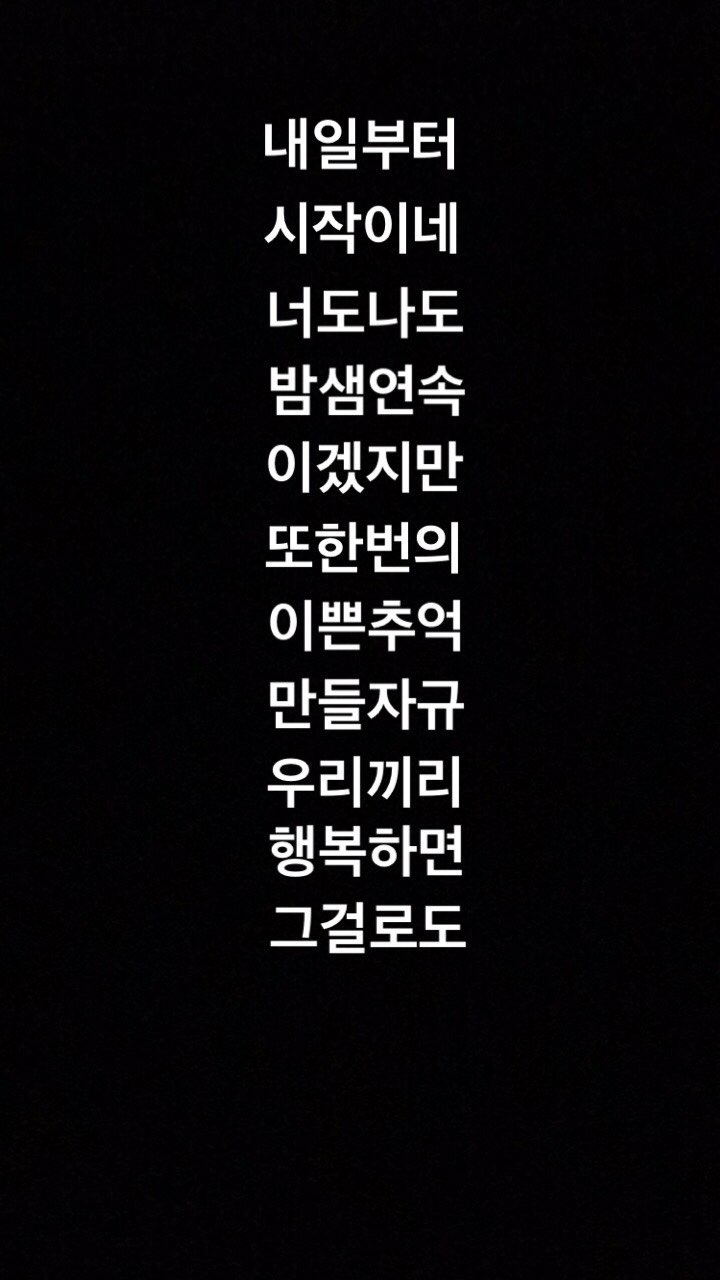 내일부터
시작이네
너도나도
밤샘연속
이겠지만
또한번의
이쁜추억
만들자규
우리끼리
행복하면
그걸로도